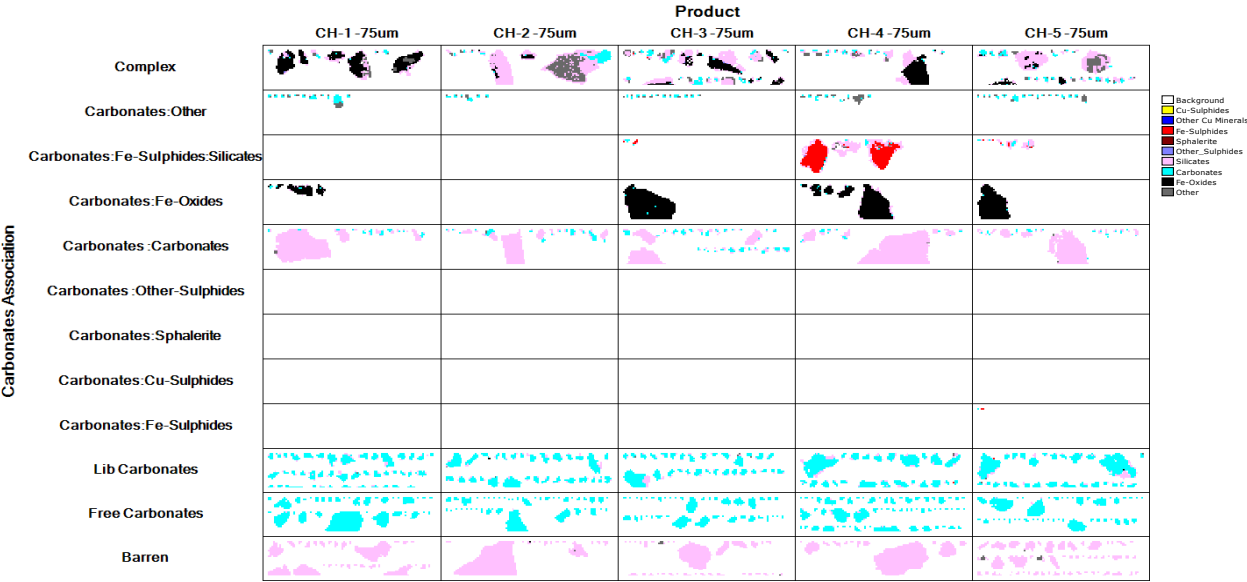 Product
CH-1 -75um CH-2 -75um CH-3 -75um CH-4 -75um CH-5 -75um
Carbonates Association
Complex
Carbonates:Other
Carbonates:Fe-Sulphides:Silicates
Carbonates:Fe-Oxides
Carbonates :Carbonates
Carbonates :Other-Sulphides
Carbonates:Sphalerite
Carbonates:Cu-Sulphides
Carbonates:Fe-Sulphides
Lib Carbonates
Free Carbonates
Barren
Background
Cu-Sulphides
Other Cu Minerals
Fe-Sulphides
Sphalerite
Other_Sulphides
Silicates
Carbonates
Fe-Oxides
Other